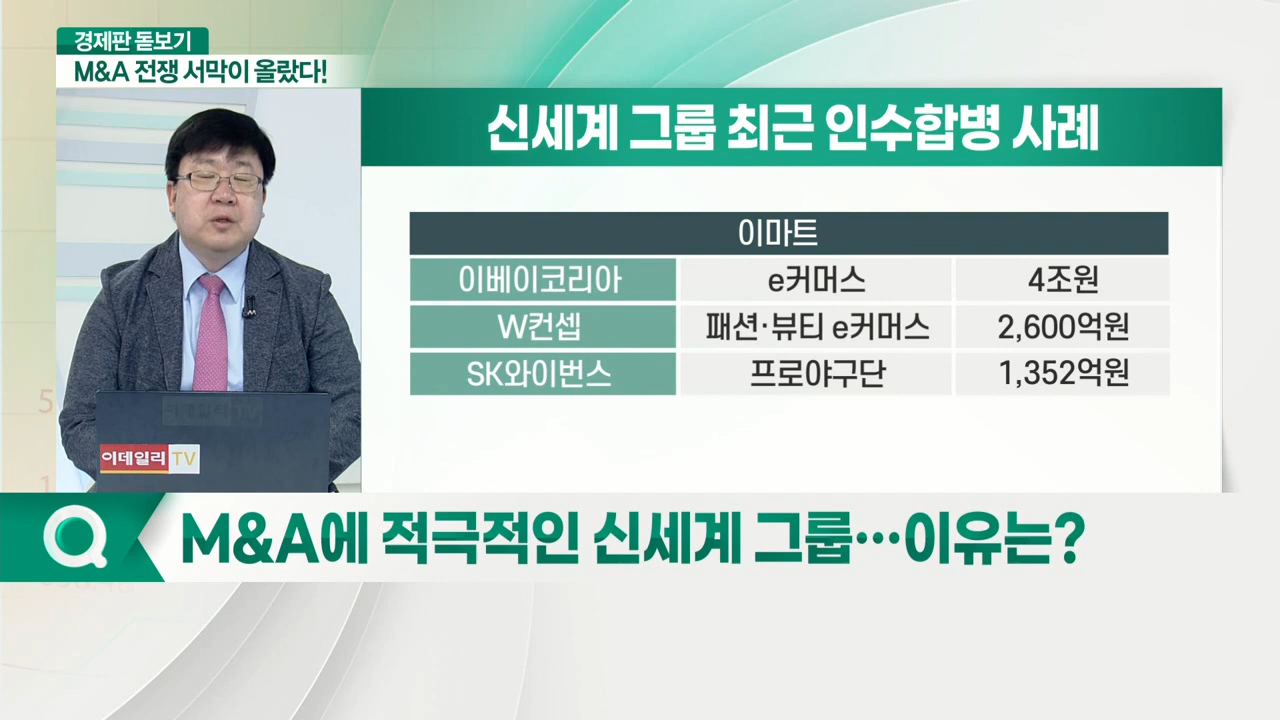 경제판 돋보기
M&A 전쟁 서막이 올랐다!
신세계 그룹 최근 인수합병 사례
이마트
이베이코리아 e커머스 4조원
W컨셉 패션·뷰티 e커머스 2,600억원
SK와이번스 프로야구단 1,352억원
이데일리 TV
M&A에 적극적인 신세계 그룹…이유는?